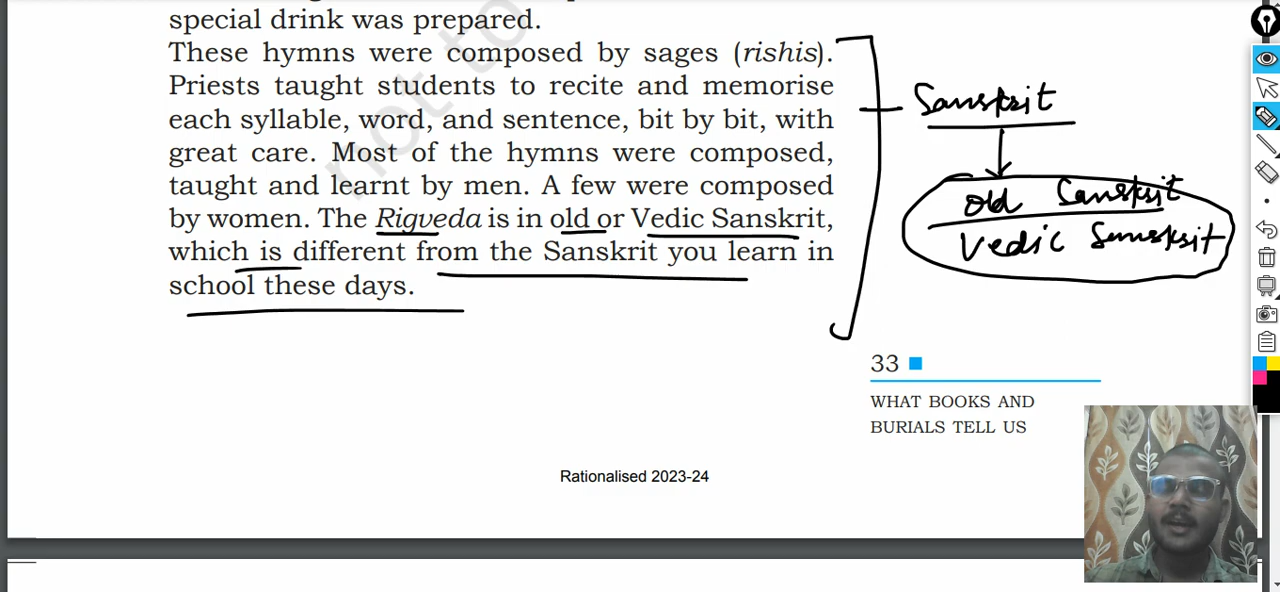 special drink was prepared.
These hymns were composed by sages (rishis).
Priests taught students to recite and memorise
each syllable, word, and sentence, bit by bit, with
great care. Most of the hymns were composed,
taught and learnt by men. A few were composed
by women. The Rigveda is in old or Vedic Sanskrit,
which is different from the Sanskrit you learn in
school these days.
Sanskrit
Old Sanskrit
Vedic Sanskrit
not to
33
WHAT BOOKS AND
BURIALS TELL US
Rationalised 2023-24